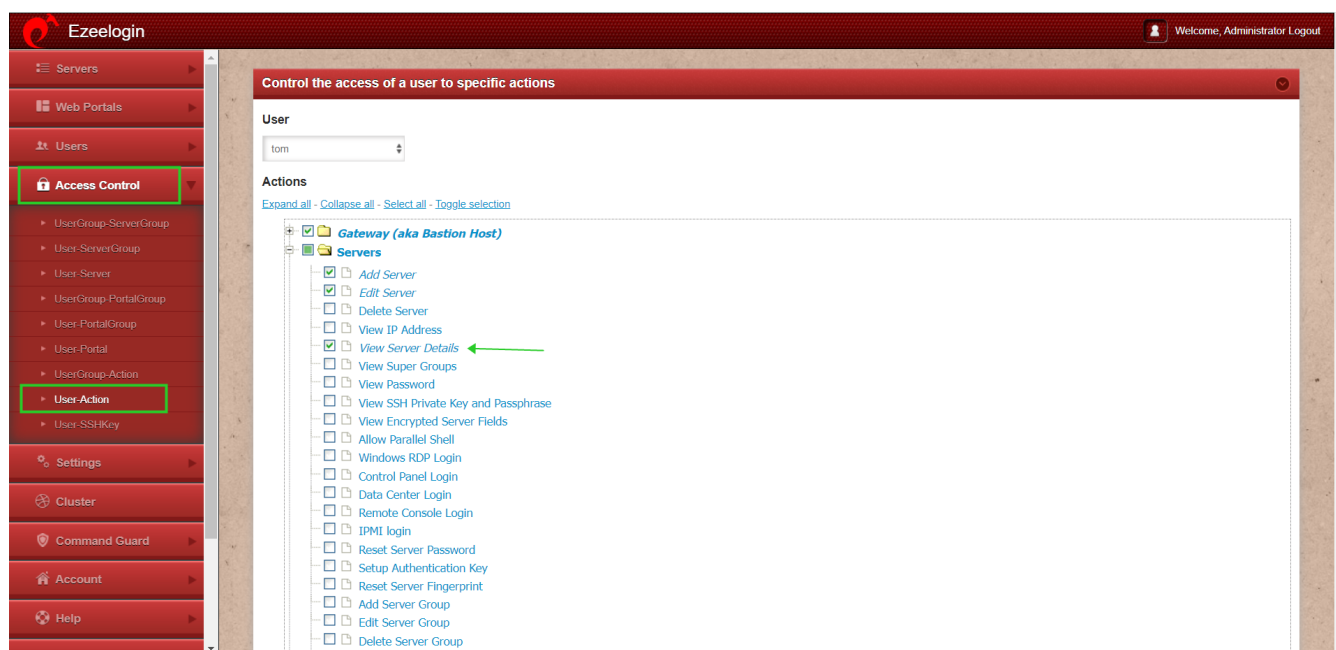 Ezeelogin
Welcome, Administrator Logout
Servers
Web Portals
Users
Access Control
UserGroup-ServerGroup
User-ServerGroup
User-Server
UserGroup-PortalGroup
User-PortalGroup
User-Portal
UserGroup-Action
User-Action
User-SSHKey
Settings
Cluster
Command Guard
Account
Help
Control the access of a user to specific actions
User
tom
Actions
Expand all - Collapse all - Select all - Toggle selection
Gateway (aka Bastion Host)
Servers
Add Server
Edit Server
Delete Server
View IP Address
View Server Details
View Super Groups
View Password
View SSH Private Key and Passphrase
View Encrypted Server Fields
Allow Parallel Shell
Windows RDP Login
Control Panel Login
Data Center Login
Remote Console Login
IPMI login
Reset Server Password
Setup Authentication Key
Reset Server Fingerprint
Add Server Group
Edit Server Group
Delete Server Group